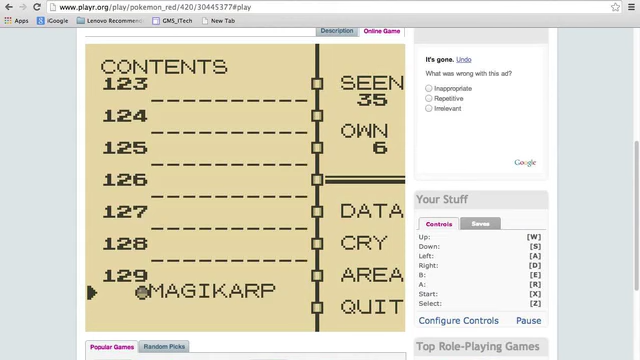 www.playr.org/play/pokemon_red/420/30445377#play
Apps
iGoogle
Lenovo Recommend
GMS_iTech
New Tab
Description
Online Game
CONTENTS
123
124
125
126
127
128
129
MAGIKARP
SEEN
35
OWN
6
DATA
CRY
AREA
QUIT
It's gone. Undo
What was wrong with this ad?
Inappropriate
Repetitive
Irrelevant
Google
Your Stuff
Controls
Saves
Up: [W]
Down: [S]
Left: [A]
Right: [D]
B: [E]
A: [R]
Start: [X]
Select: [Z]
Configure Controls
Pause
Popular Games
Random Picks
Top Role-Playing Games